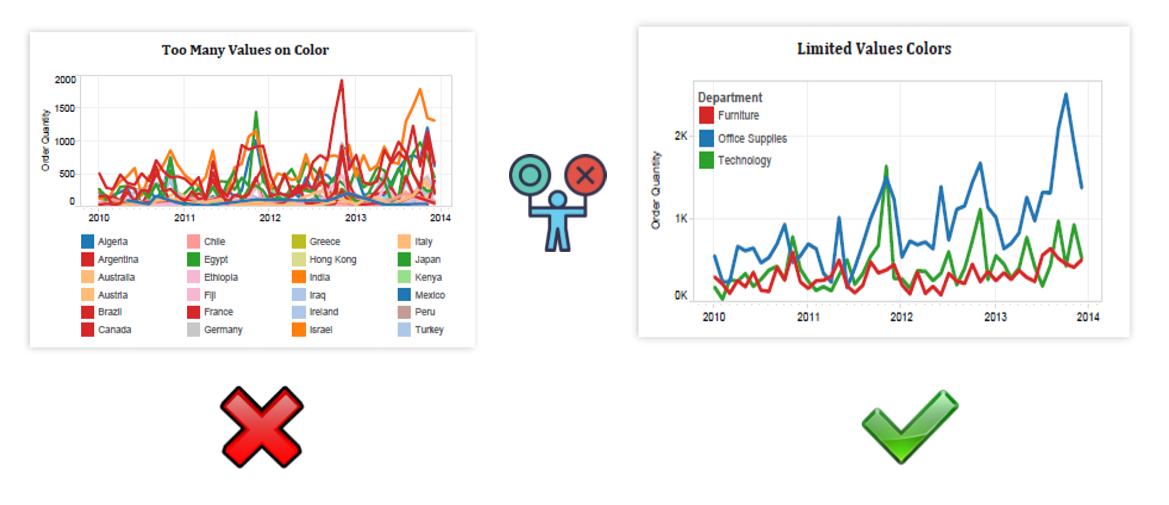 Too Many Values on Color
Order Quantity
2000
1500
1000
500
0
2010 2011 2012 2013 2014
Algeria Chile Greece Italy
Argentina Egypt Hong Kong Japan
Australia Ethiopia India Kenya
Austria Fiji Iraq Mexico
Brazil France Ireland Peru
Canada Germany Israel Turkey
Limited Values Colors
Department
Furniture
Office Supplies
Technology
Order Quantity
2K
1K
0K
2010 2011 2012 2013 2014